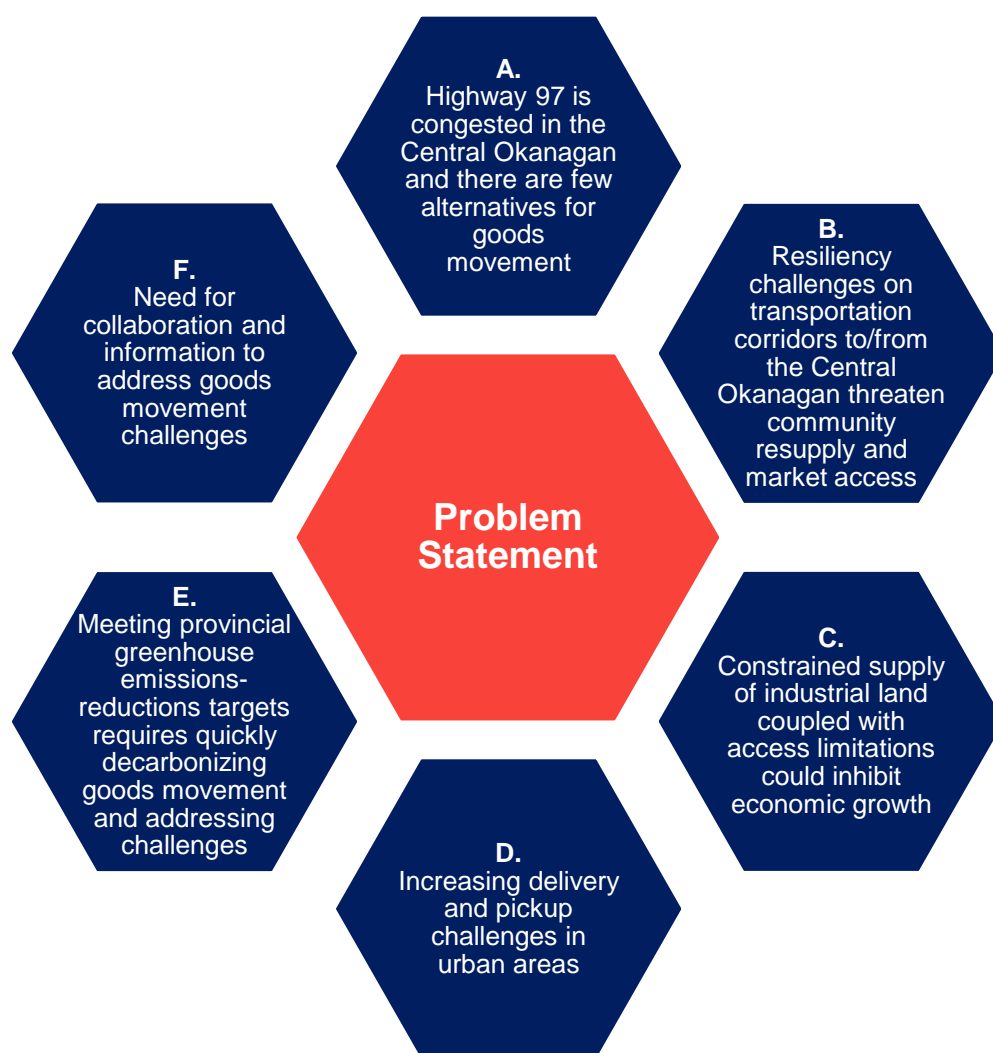 A.
Highway 97 is
congested in the
Central Okanagan
and there are few
alternatives for
goods
movement
B.
Resiliency
challenges on
transportation
corridors to/from
the Central
Okanagan threaten
community
resupply and
market access
C.
Constrained supply
of industrial land
coupled with
access limitations
could inhibit
economic growth
D.
Increasing delivery
and pickup
challenges in
urban areas
E.
Meeting provincial
greenhouse
emissions-
reductions targets
requires quickly
decarbonizing
goods movement
and addressing
challenges
F.
Need for
collaboration and
information to
address goods
movement
challenges
Problem
Statement